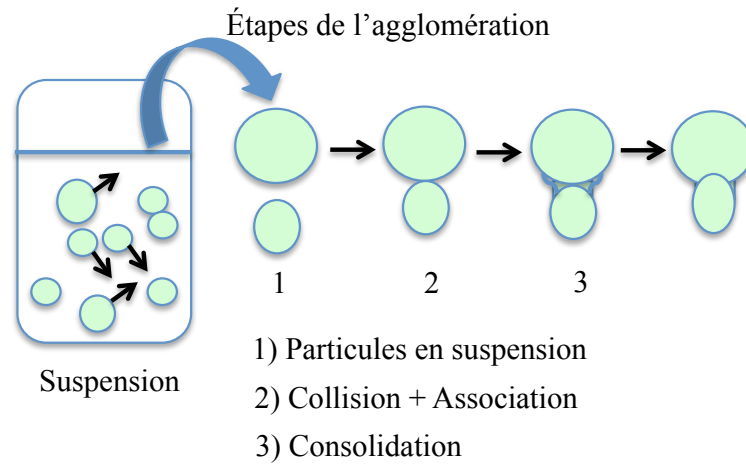 Étapes de l’agglomération
1
2
3
Suspension
1) Particules en suspension
2) Collision + Association
3) Consolidation